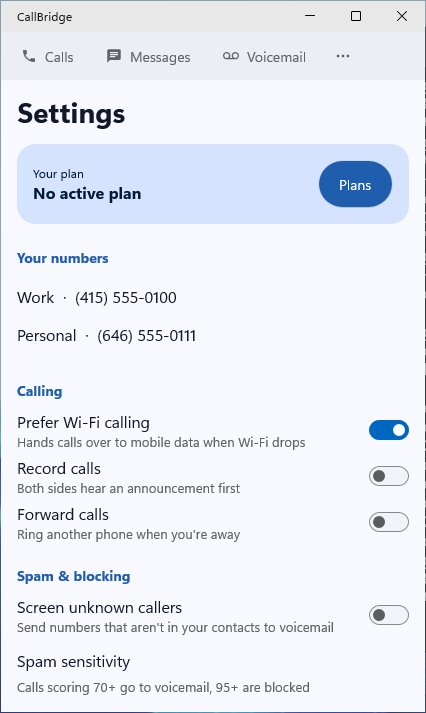 CallBridge
Calls
Messages
Voicemail
Settings
Your plan
No active plan
Plans
Your numbers
Work · (415) 555-0100
Personal · (646) 555-0111
Calling
Prefer Wi-Fi calling
Hands calls over to mobile data when Wi-Fi drops
Record calls
Both sides hear an announcement first
Forward calls
Ring another phone when you're away
Spam & blocking
Screen unknown callers
Send numbers that aren't in your contacts to voicemail
Spam sensitivity
Calls scoring 70+ go to voicemail, 95+ are blocked